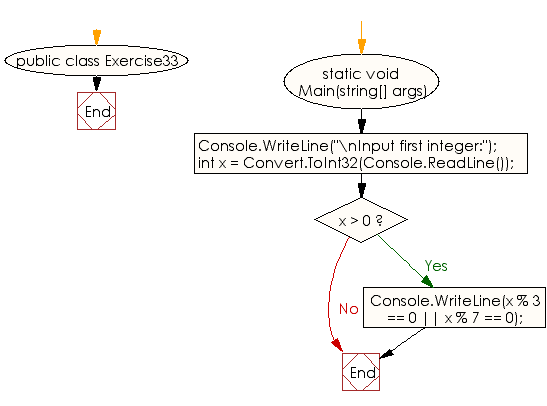 public class Exercise33
End
static void
Main(string[] args)
Console.WriteLine("\nInput first integer:");
int x = Convert.ToInt32(Console.ReadLine());
x > 0 ?
Yes
No
Console.WriteLine(x % 3
== 0 || x % 7 == 0);
End